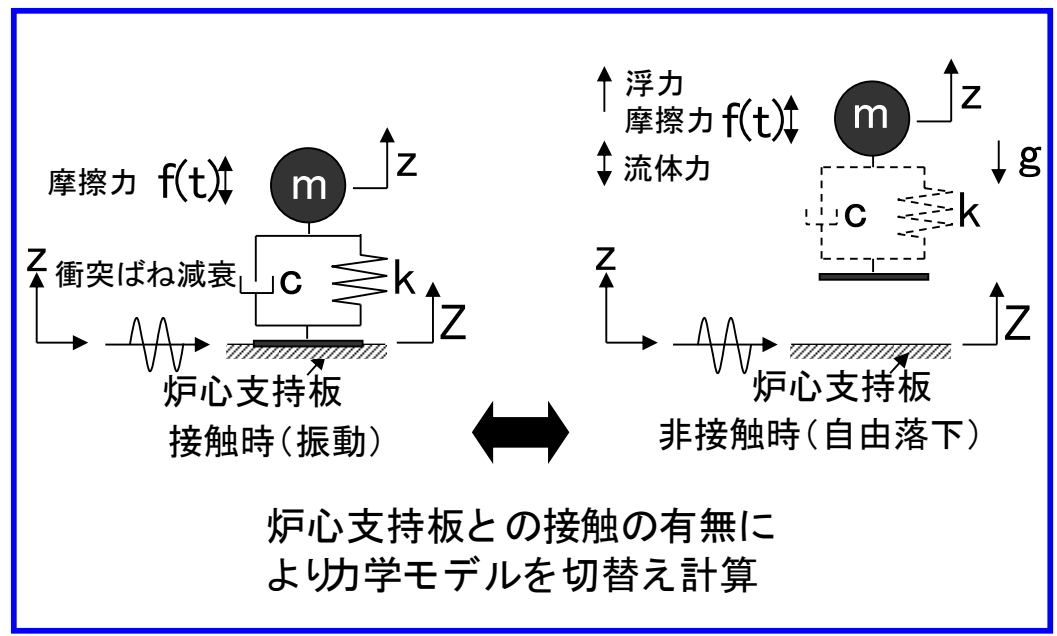 摩擦力 f(t)
m
z
z
衝突ばね減衰
c
k
Z
炉心支持板
接触時(振動)
浮力
摩擦力 f(t)
流体力
m
z
g
c
k
z
Z
炉心支持板
非接触時(自由落下)
炉心支持板との接触の有無に
より力学モデルを切替え計算